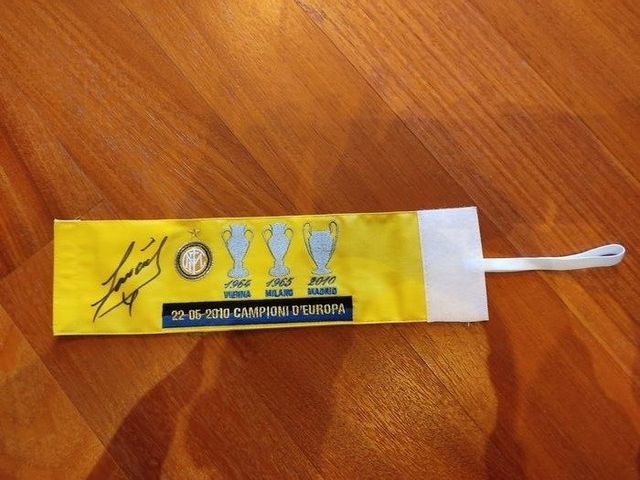 1964 1965 2010
VIENNA MILANO MADRID
22-05-2010 CAMPIONI D'EUROPA